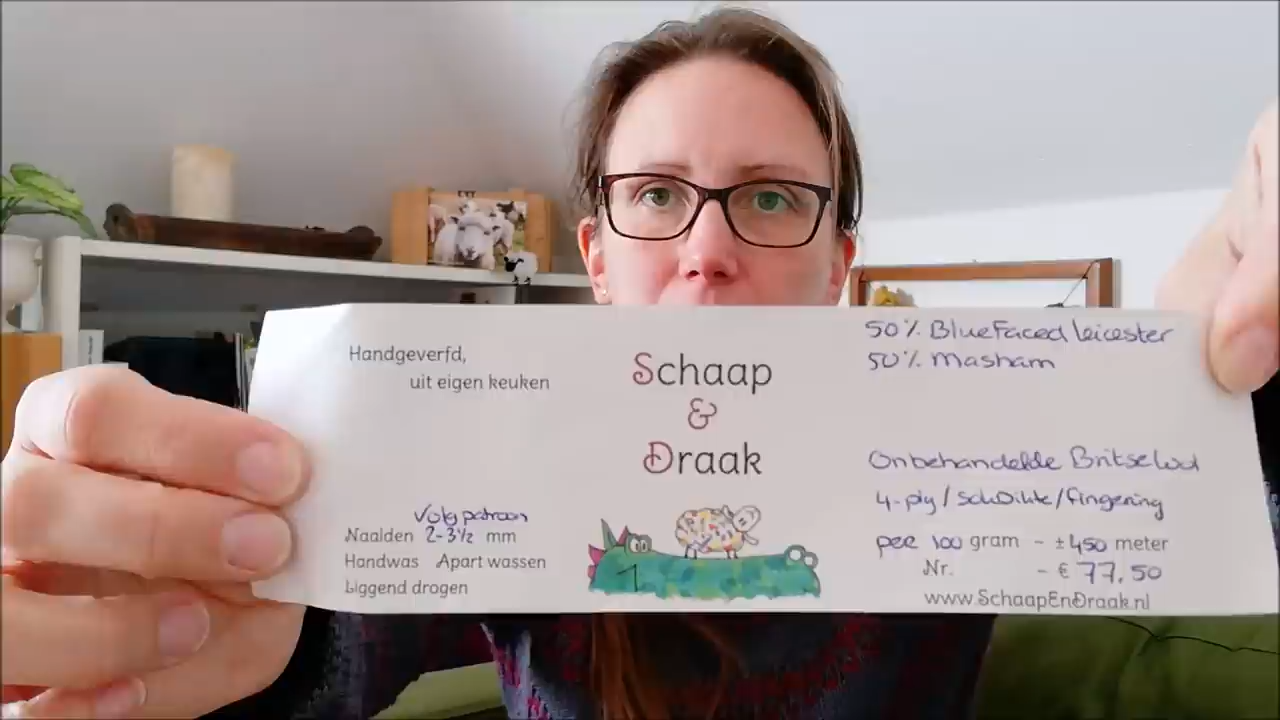 Handgeverfd,
uit eigen keuken
Volg patroon
Naalden 2-3½ mm
Handwas Apart wassen
Liggend drogen
Schaap
&
Draak
50% BlueFaced Leicester
50% Masham
Onbehandelde Britse Wol
4-ply/sokdikte/fingering
per 100 gram - ±450 meter
Nr. - € 77,50
www.SchaapEnDraak.nl